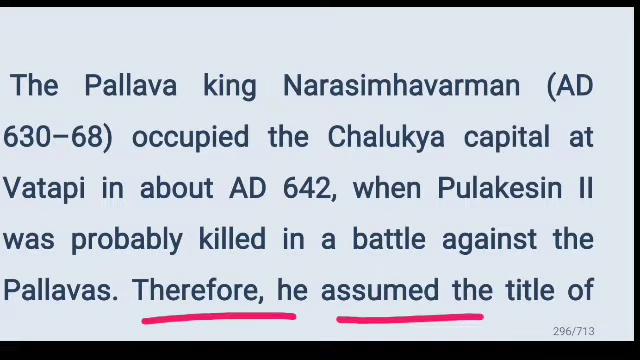 The Pallava king Narasimhavarman (AD
630–68) occupied the Chalukya capital at
Vatapi in about AD 642, when Pulakesin II
was probably killed in a battle against the
Pallavas. Therefore, he assumed the title of
296/713